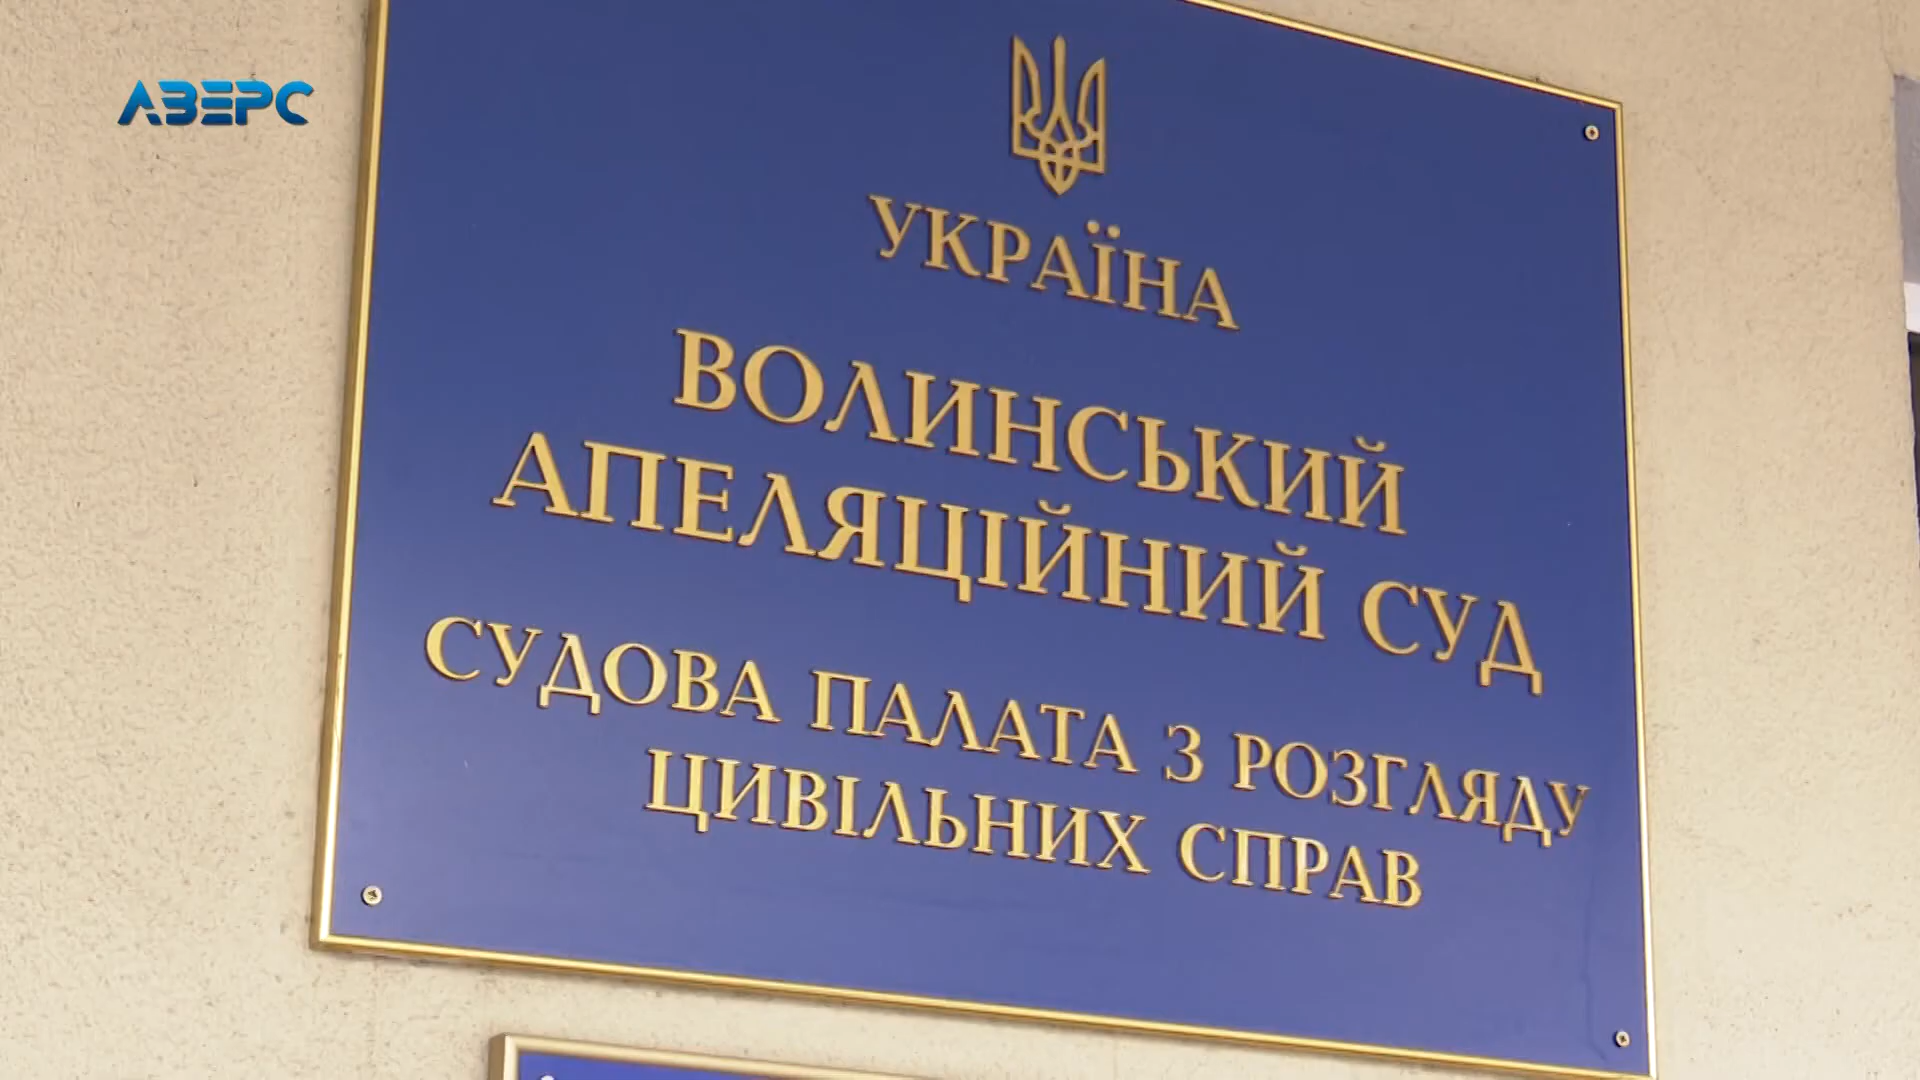 АВЕРС
УКРАЇНА
ВОЛИНСЬКИЙ
АПЕЛЯЦІЙНИЙ СУД
СУДОВА ПАЛАТА З РОЗГЛЯДУ
ЦИВІЛЬНИХ СПРАВ